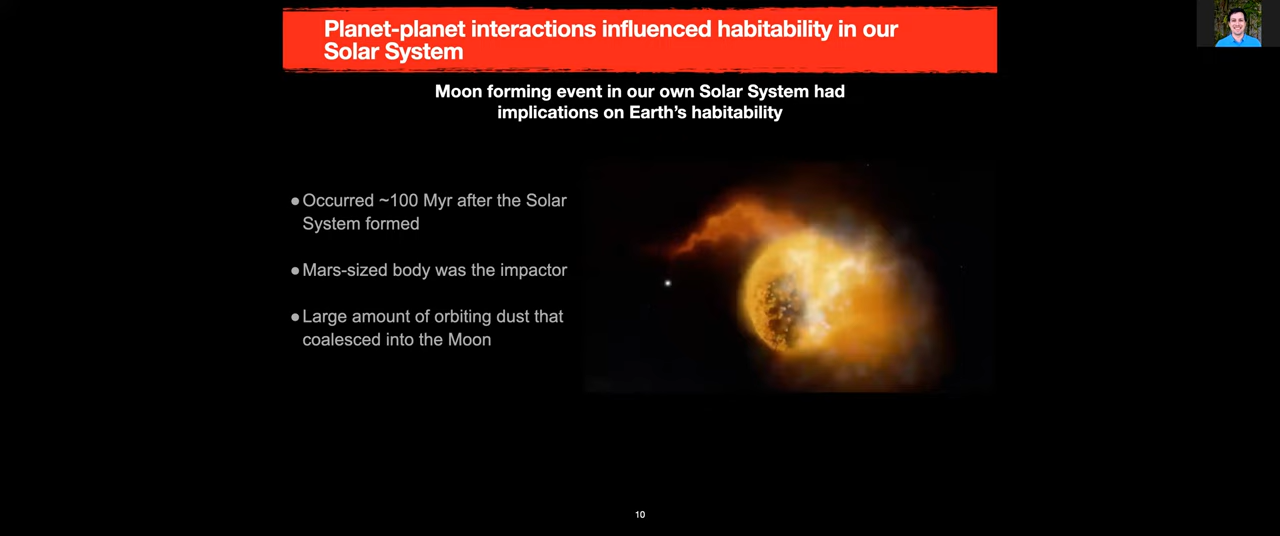 Planet-planet interactions influenced habitability in our
Solar System
Moon forming event in our own Solar System had
implications on Earth's habitability
●Occurred ~100 Myr after the Solar
System formed
●Mars-sized body was the impactor
●Large amount of orbiting dust that
coalesced into the Moon
10